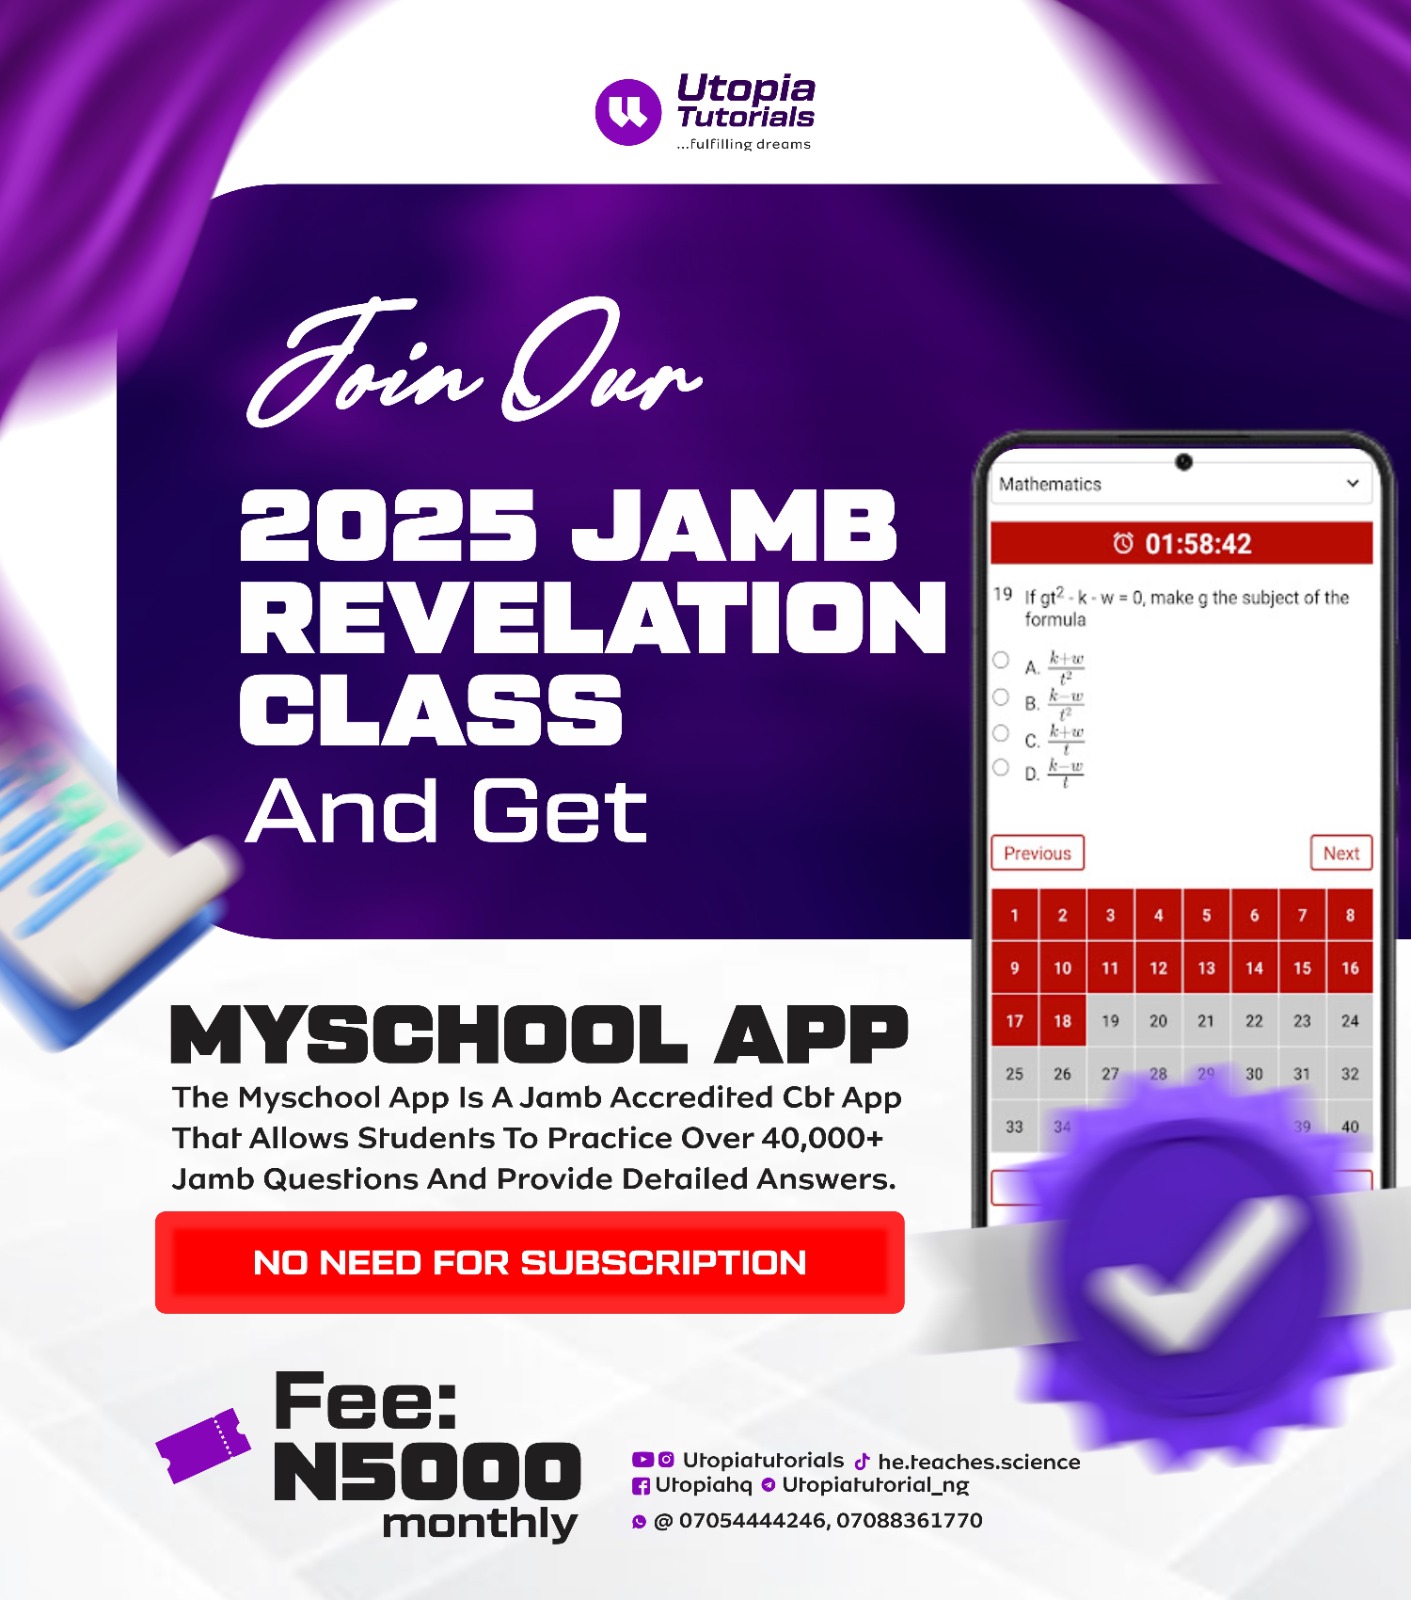 Utopia
Tutorials
...fulfilling dreams
Join Our
2025 JAMB
REVELATION
CLASS
And Get
Mathematics
01:58:42
19 If gt² - k - w = 0, make g the subject of the
formula
A. k+w/t²
B. k-w/t²
C. k+w/t
D. k-w/t
Previous Next
1 2 3 4 5 6 7 8
9 10 11 12 13 14 15 16
17 18 19 20 21 22 23 24
25 26 27 28 29 30 31 32
33 34 39 40
MYSCHOOL APP
The Myschool App Is A Jamb Accredited Cbt App
That Allows Students To Practice Over 40,000+
Jamb Questions And Provide Detailed Answers.
NO NEED FOR SUBSCRIPTION
Fee:
N5000
monthly
Utopiatutorials he.teaches.science
Utopiahq Utopiatutorial_ng
@ 07054444246, 07088361770